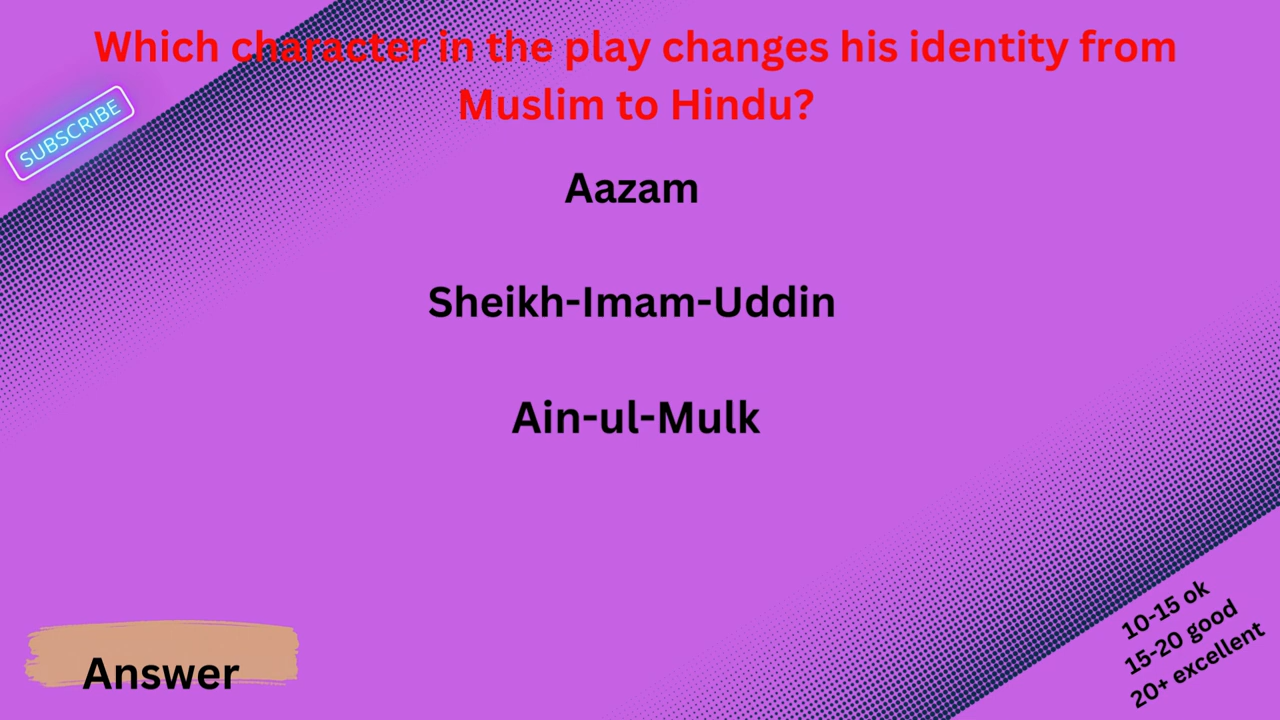 Which character in the play changes his identity from
Muslim to Hindu?
SUBSCRIBE
Aazam
Sheikh-Imam-Uddin
Ain-ul-Mulk
Answer
10-15 ok
15-20 good
20+ excellent